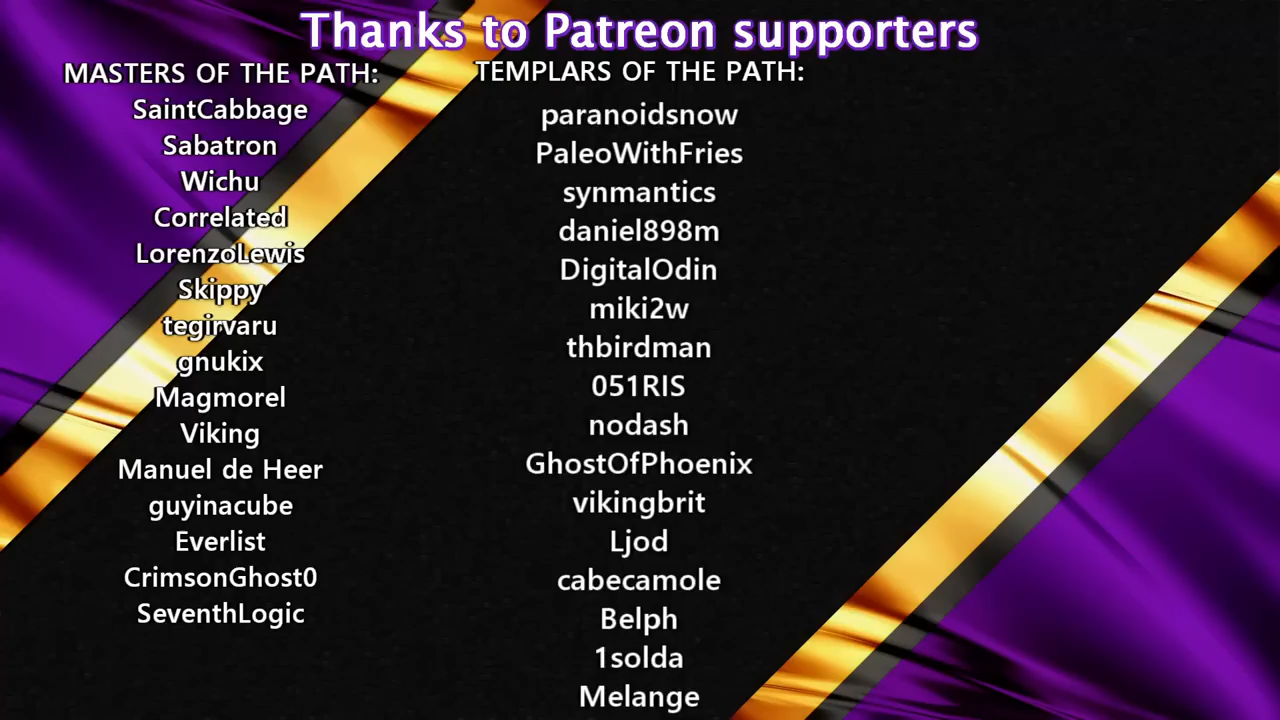 Thanks to Patreon supporters
MASTERS OF THE PATH:
SaintCabbage
Sabatron
Wichu
Correlated
LorenzoLewis
Skippy
tegirvaru
gnukix
Magmorel
Viking
Manuel de Heer
guyinacube
Everlist
CrimsonGhost0
SeventhLogic
TEMPLARS OF THE PATH:
paranoidsnow
PaleoWithFries
synmantics
daniel898m
DigitalOdin
miki2w
thbirdman
051RIS
nodash
GhostOfPhoenix
vikingbrit
Ljod
cabecamole
Belph
1solda
Melange